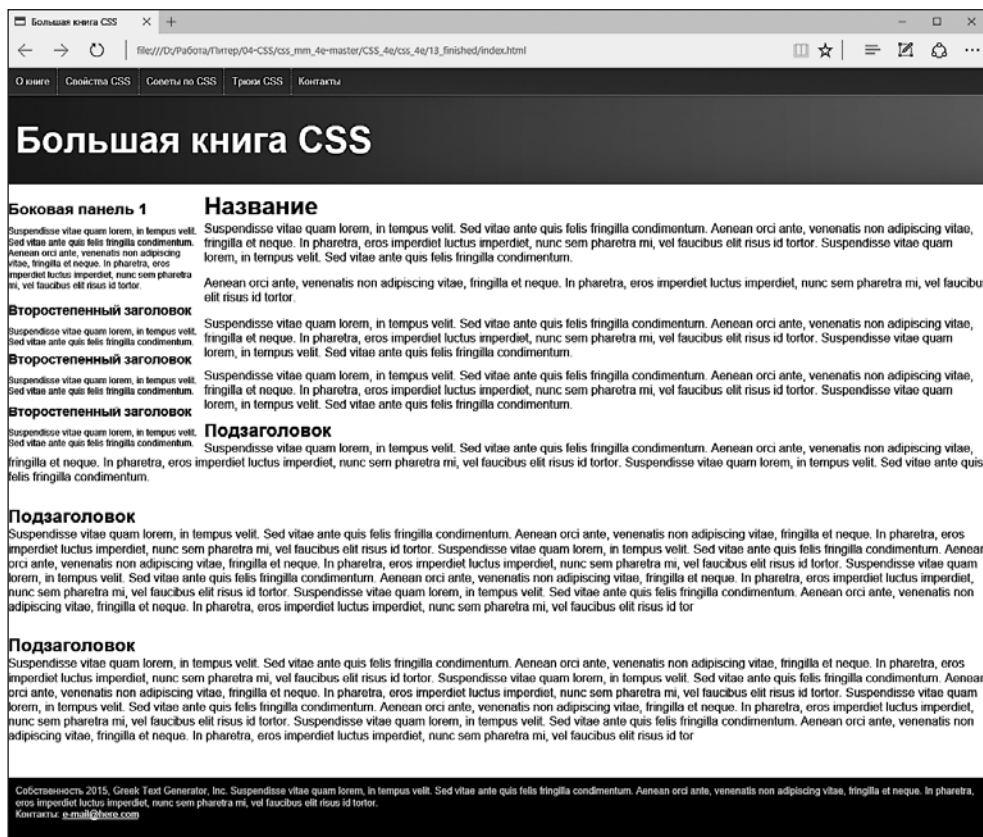 Большая книга CSS
file:///D:/Работа/Питер/04-CSS/css_mm_4e-master/CSS_4e/css_4e/13_finished/index.html
О книге Свойства CSS Советы по CSS Трюки CSS Контакты
Большая книга CSS
Боковая панель 1
Suspendisse vitae quam lorem, in tempus velit.
Sed vitae ante quis felis fringilla condimentum.
Aenean orci ante, venenatis non adipiscing
vitae, fringilla et neque. In pharetra, eros
imperdiet luctus imperdiet, nunc sem pharetra
mi, vel faucibus elit risus id tortor.
Второстепенный заголовок
Suspendisse vitae quam lorem, in tempus velit.
Sed vitae ante quis felis fringilla condimentum.
Второстепенный заголовок
Suspendisse vitae quam lorem, in tempus velit.
Sed vitae ante quis felis fringilla condimentum.
Второстепенный заголовок
Suspendisse vitae quam lorem, in tempus velit.
Sed vitae ante quis felis fringilla condimentum.
Название
Suspendisse vitae quam lorem, in tempus velit. Sed vitae ante quis felis fringilla condimentum. Aenean orci ante, venenatis non adipiscing vitae,
fringilla et neque. In pharetra, eros imperdiet luctus imperdiet, nunc sem pharetra mi, vel faucibus elit risus id tortor. Suspendisse vitae quam
lorem, in tempus velit. Sed vitae ante quis felis fringilla condimentum.
Aenean orci ante, venenatis non adipiscing vitae, fringilla et neque. In pharetra, eros imperdiet luctus imperdiet, nunc sem pharetra mi, vel faucibus
elit risus id tortor.
Suspendisse vitae quam lorem, in tempus velit. Sed vitae ante quis felis fringilla condimentum. Aenean orci ante, venenatis non adipiscing vitae,
fringilla et neque. In pharetra, eros imperdiet luctus imperdiet, nunc sem pharetra mi, vel faucibus elit risus id tortor. Suspendisse vitae quam
lorem, in tempus velit. Sed vitae ante quis felis fringilla condimentum.
Suspendisse vitae quam lorem, in tempus velit. Sed vitae ante quis felis fringilla condimentum. Aenean orci ante, venenatis non adipiscing vitae,
fringilla et neque. In pharetra, eros imperdiet luctus imperdiet, nunc sem pharetra mi, vel faucibus elit risus id tortor. Suspendisse vitae quam
lorem, in tempus velit. Sed vitae ante quis felis fringilla condimentum.
Подзаголовок
Suspendisse vitae quam lorem, in tempus velit. Sed vitae ante quis felis fringilla condimentum. Aenean orci ante, venenatis non adipiscing vitae,
fringilla et neque. In pharetra, eros imperdiet luctus imperdiet, nunc sem pharetra mi, vel faucibus elit risus id tortor. Suspendisse vitae quam lorem, in tempus velit. Sed vitae ante quis
felis fringilla condimentum.
Подзаголовок
Suspendisse vitae quam lorem, in tempus velit. Sed vitae ante quis felis fringilla condimentum. Aenean orci ante, venenatis non adipiscing vitae, fringilla et neque. In pharetra, eros
imperdiet luctus imperdiet, nunc sem pharetra mi, vel faucibus elit risus id tortor. Suspendisse vitae quam lorem, in tempus velit. Sed vitae ante quis felis fringilla condimentum. Aenean
orci ante, venenatis non adipiscing vitae, fringilla et neque. In pharetra, eros imperdiet luctus imperdiet, nunc sem pharetra mi, vel faucibus elit risus id tortor. Suspendisse vitae quam
lorem, in tempus velit. Sed vitae ante quis felis fringilla condimentum. Aenean orci ante, venenatis non adipiscing vitae, fringilla et neque. In pharetra, eros imperdiet luctus imperdiet,
nunc sem pharetra mi, vel faucibus elit risus id tortor. Suspendisse vitae quam lorem, in tempus velit. Sed vitae ante quis felis fringilla condimentum. Aenean orci ante, venenatis non
adipiscing vitae, fringilla et neque. In pharetra, eros imperdiet luctus imperdiet, nunc sem pharetra mi, vel faucibus elit risus id tor
Подзаголовок
Suspendisse vitae quam lorem, in tempus velit. Sed vitae ante quis felis fringilla condimentum. Aenean orci ante, venenatis non adipiscing vitae, fringilla et neque. In pharetra, eros
imperdiet luctus imperdiet, nunc sem pharetra mi, vel faucibus elit risus id tortor. Suspendisse vitae quam lorem, in tempus velit. Sed vitae ante quis felis fringilla condimentum. Aenean
orci ante, venenatis non adipiscing vitae, fringilla et neque. In pharetra, eros imperdiet luctus imperdiet, nunc sem pharetra mi, vel faucibus elit risus id tortor. Suspendisse vitae quam
lorem, in tempus velit. Sed vitae ante quis felis fringilla condimentum. Aenean orci ante, venenatis non adipiscing vitae, fringilla et neque. In pharetra, eros imperdiet luctus imperdiet,
nunc sem pharetra mi, vel faucibus elit risus id tortor. Suspendisse vitae quam lorem, in tempus velit. Sed vitae ante quis felis fringilla condimentum. Aenean orci ante, venenatis non
adipiscing vitae, fringilla et neque. In pharetra, eros imperdiet luctus imperdiet, nunc sem pharetra mi, vel faucibus elit risus id tor
Собственность 2015, Greek Text Generator, Inc. Suspendisse vitae quam lorem, in tempus velit. Sed vitae ante quis felis fringilla condimentum. Aenean orci ante, venenatis non adipiscing vitae, fringilla et neque. In pharetra,
eros imperdiet luctus imperdiet, nunc sem pharetra mi, vel faucibus elit risus id tortor.
Контакты: e-mail@here.com